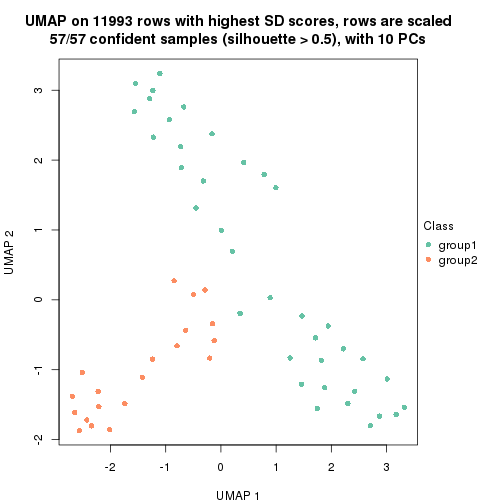 UMAP on 11993 rows with highest SD scores, rows are scaled
57/57 confident samples (silhouette > 0.5), with 10 PCs
UMAP 2
3
2
1
0
-1
-2
-2
-1
0
1
2
3
UMAP 1
Class
group1
group2